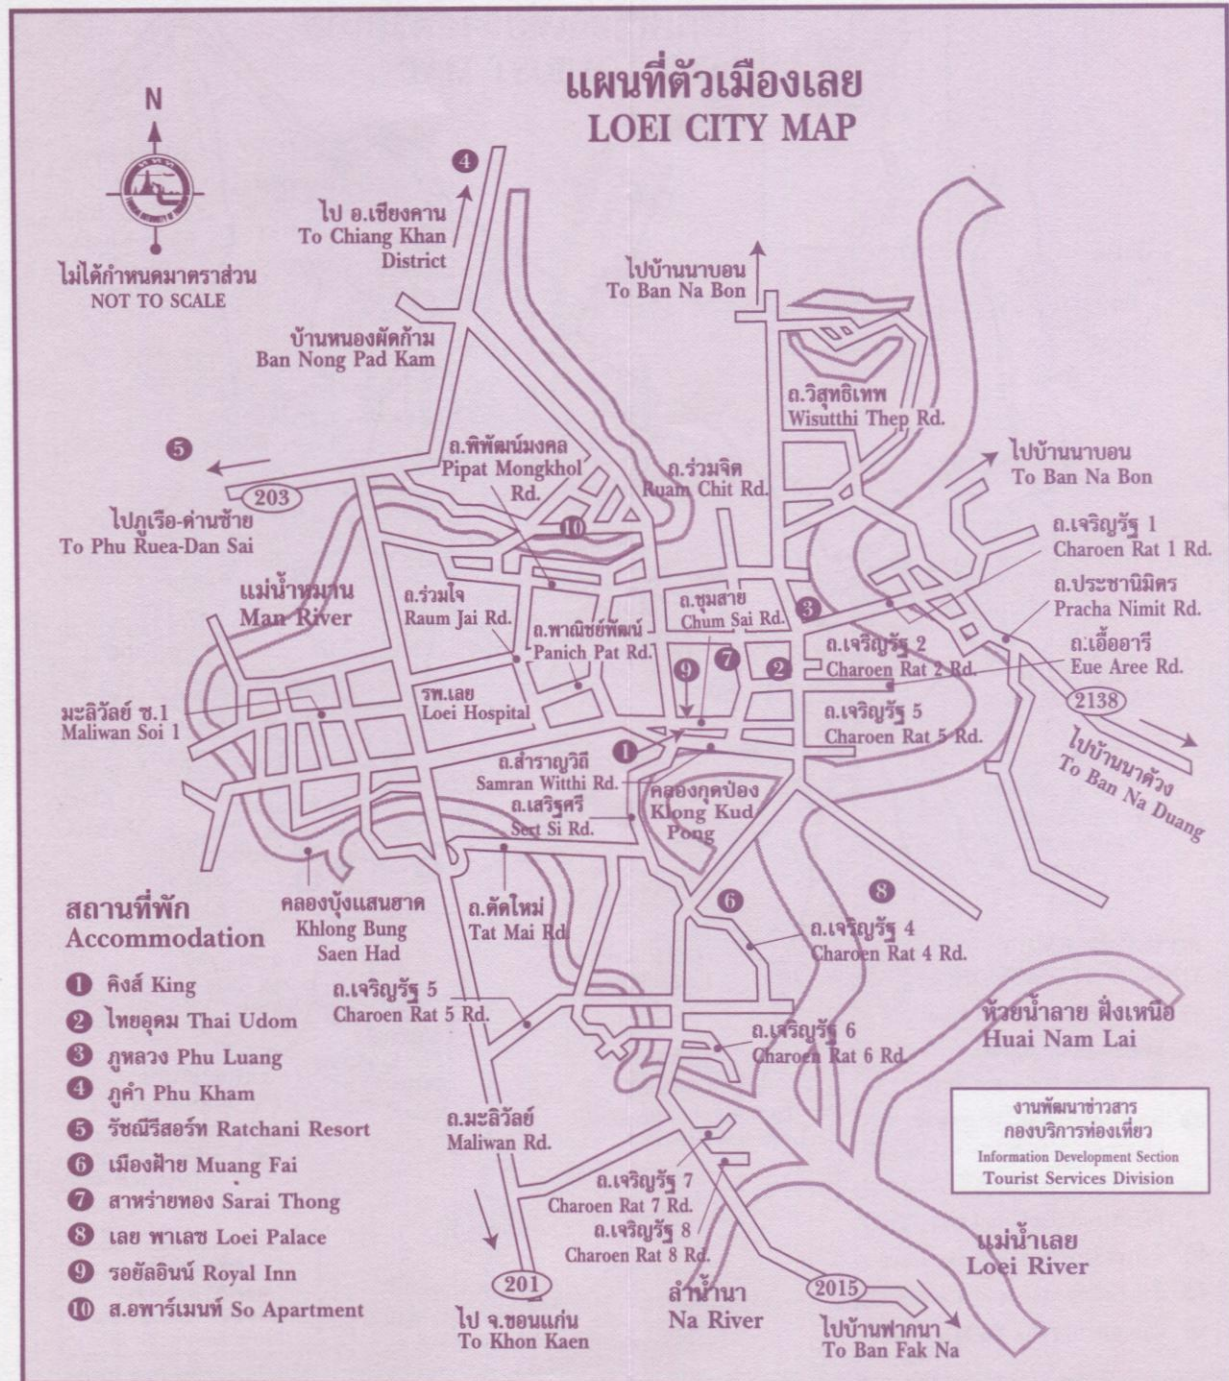 แผนที่ตัวเมืองเลย
LOEI CITY MAP
N
ไม่ได้กำหนดมาตราส่วน
NOT TO SCALE
4
ไป อ.เชียงคาน
To Chiang Khan
District
ไปบ้านนาบอน
To Ban Na Bon
บ้านหนองผัดก้าม
Ban Nong Pad Kam
ถ.วิสุทธิเทพ
Wisutthi Thep Rd.
5
203
ไปภูเรือ-ด่านซ้าย
To Phu Ruea-Dan Sai
ถ.พิพัฒน์มงคล
Pipat Mongkhol
Rd.
ถ.ร่วมจิต
Ruam Chit Rd.
ไปบ้านนาบอน
To Ban Na Bon
10
ถ.เจริญรัฐ 1
Charoen Rat 1 Rd.
แม่น้ำหมาน
Man River
ถ.ร่วมใจ
Raum Jai Rd.
ถ.ชุมสาย
Chum Sai Rd.
3
ถ.ประชานิมิตร
Pracha Nimit Rd.
ถ.พาณิชย์พัฒน์
Panich Pat Rd.
9
7
2
ถ.เจริญรัฐ 2
Charoen Rat 2 Rd.
ถ.เอื้ออารี
Eue Aree Rd.
มะลิวัลย์ ซ.1
Maliwan Soi 1
รพ.เลย
Loei Hospital
ถ.เจริญรัฐ 5
Charoen Rat 5 Rd.
2138
ไปบ้านนาด้วง
To Ban Na Duang
1
ถ.สำราญวิถี
Samran Witthi Rd.
ถ.เสริฐศรี
Sert Si Rd.
คลองกุดป่อง
Klong Kud
Pong
6
8
คลองบุ้งแสนฮาด
Khlong Bung
Saen Had
ถ.ตัดใหม่
Tat Mai Rd
ถ.เจริญรัฐ 4
Charoen Rat 4 Rd.
ถ.เจริญรัฐ 5
Charoen Rat 5 Rd.
ถ.เจริญรัฐ 6
Charoen Rat 6 Rd
ห้วยน้ำลาย ฝั่งเหนือ
Huai Nam Lai
ถ.มะลิวัลย์
Maliwan Rd.
ถ.เจริญรัฐ 7
Charoen Rat 7 Rd.
ถ.เจริญรัฐ 8
Charoen Rat 8 Rd.
แม่น้ำเลย
Loei River
201
ไป จ.ขอนแก่น
To Khon Kaen
ลำน้ำนา
Na River
2015
ไปบ้านฟากนา
To Ban Fak Na
สถานที่พัก
Accommodation
1 คิงส์ King
2 ไทยอุดม Thai Udom
3 ภูหลวง Phu Luang
4 ภูคำ Phu Kham
5 รัชณีรีสอร์ท Ratchani Resort
6 เมืองฝ้าย Muang Fai
7 สาหร่ายทอง Sarai Thong
8 เลย พาเลซ Loei Palace
9 รอยัลอินน์ Royal Inn
10 ส.อพาร์เมนท์ So Apartment
งานพัฒนาข่าวสาร
กองบริการท่องเที่ยว
Information Development Section
Tourist Services Division